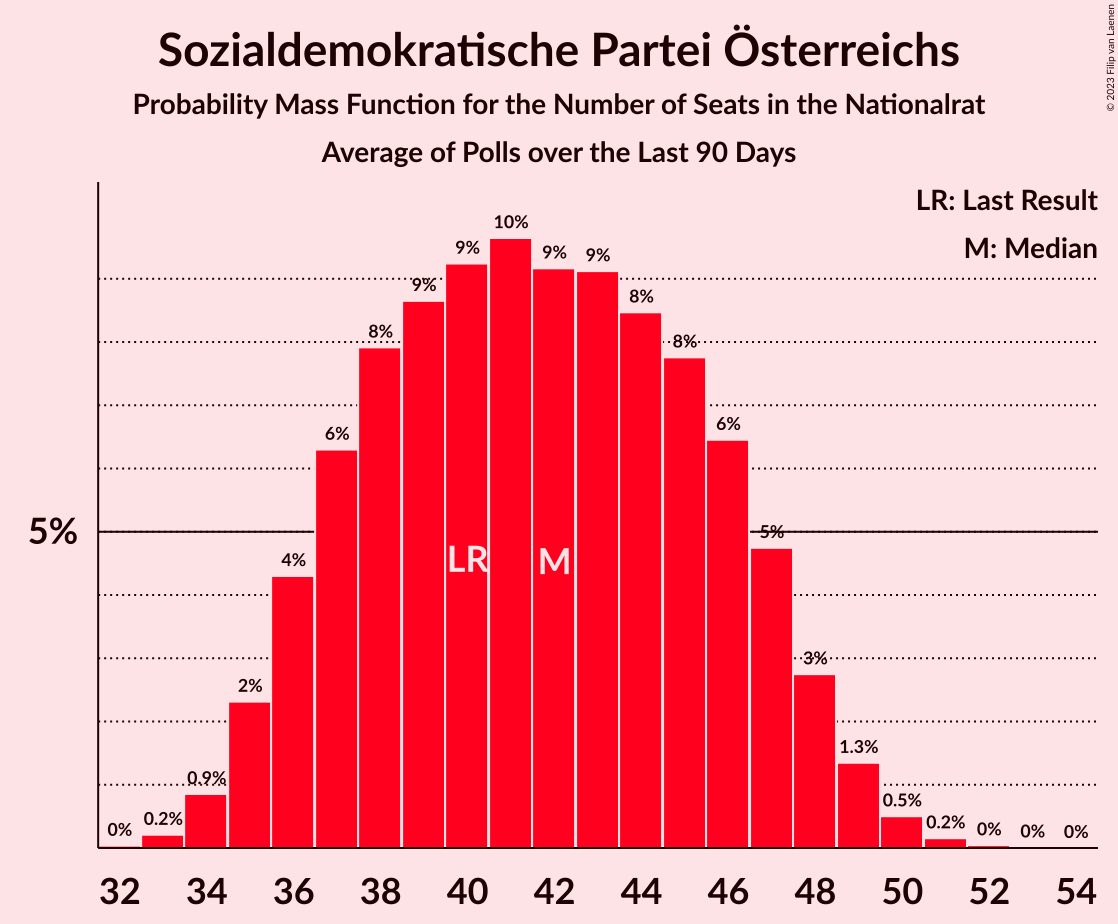 Sozialdemokratische Partei Österreichs
Probability Mass Function for the Number of Seats in the Nationalrat
Average of Polls over the Last 90 Days
© 2023 Filip van Laenen
LR: Last Result
M: Median
5%
0% 0.2% 0.9% 2% 4% 6% 8% 9% 9% 10% 9% 9% 8% 8% 6% 5% 3% 1.3% 0.5% 0.2% 0% 0% 0%
LR M
32 34 36 38 40 42 44 46 48 50 52 54